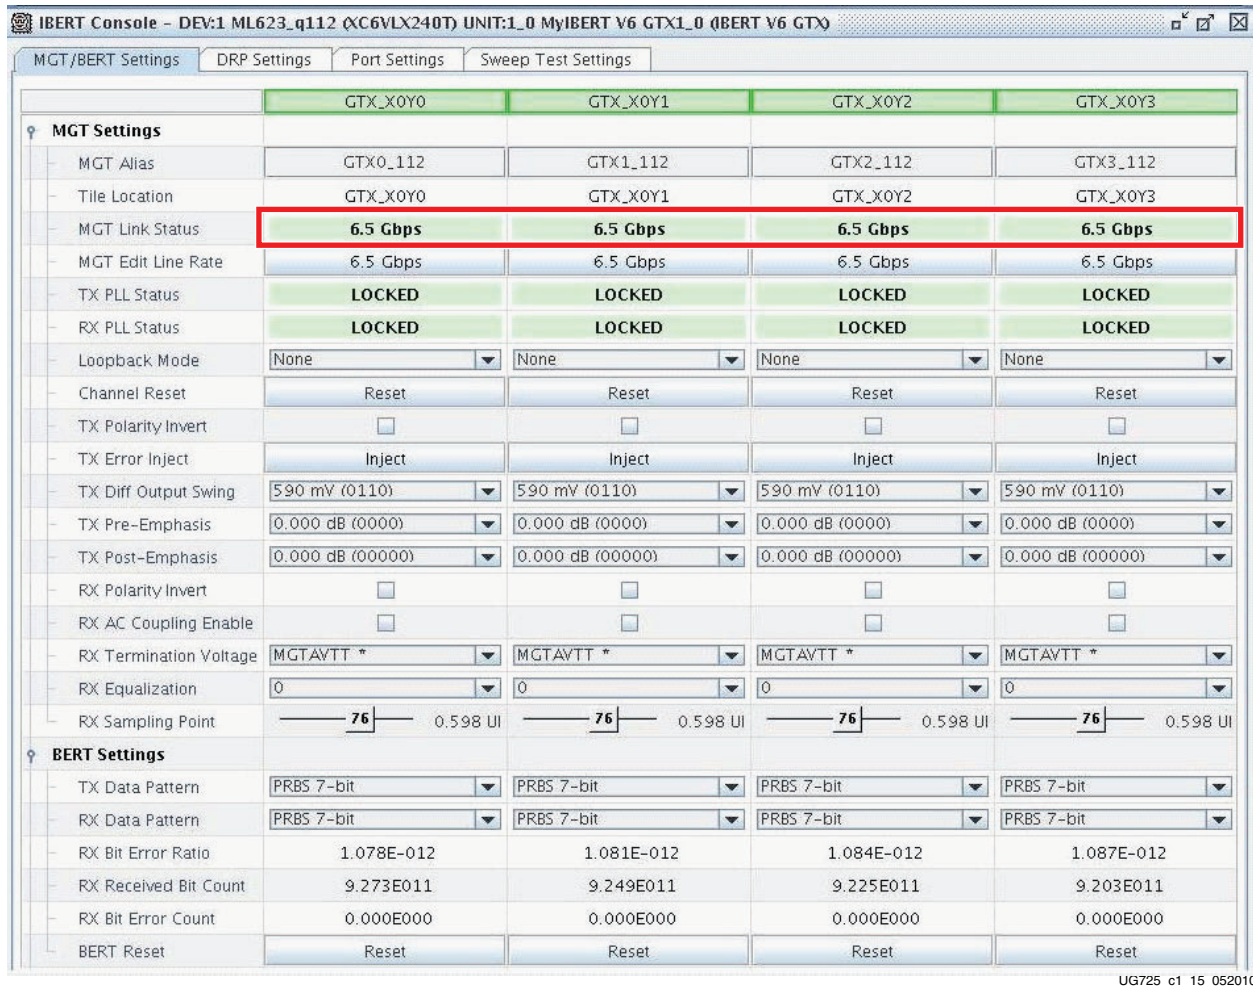 IBERT Console - DEV:1 ML623_q112 (XC6VLX240T) UNIT:1_0 MyIBERT V6 GTX1_0 (IBERT V6 GTX)
MGT/BERT Settings DRP Settings Port Settings Sweep Test Settings
GTX_X0Y0 GTX_X0Y1 GTX_X0Y2 GTX_X0Y3
MGT Settings
MGT Alias GTX0_112 GTX1_112 GTX2_112 GTX3_112
Tile Location GTX_X0Y0 GTX_X0Y1 GTX_X0Y2 GTX_X0Y3
MGT Link Status 6.5 Gbps 6.5 Gbps 6.5 Gbps 6.5 Gbps
MGT Edit Line Rate 6.5 Gbps 6.5 Gbps 6.5 Gbps 6.5 Gbps
TX PLL Status LOCKED LOCKED LOCKED LOCKED
RX PLL Status LOCKED LOCKED LOCKED LOCKED
Loopback Mode None None None None
Channel Reset Reset Reset Reset Reset
TX Polarity Invert
TX Error Inject Inject Inject Inject Inject
TX Diff Output Swing 590 mV (0110) 590 mV (0110) 590 mV (0110) 590 mV (0110)
TX Pre-Emphasis 0.000 dB (0000) 0.000 dB (0000) 0.000 dB (0000) 0.000 dB (0000)
TX Post-Emphasis 0.000 dB (00000) 0.000 dB (00000) 0.000 dB (00000) 0.000 dB (00000)
RX Polarity Invert
RX AC Coupling Enable
RX Termination Voltage MGTAVTT * MGTAVTT * MGTAVTT * MGTAVTT *
RX Equalization 0 0 0 0
RX Sampling Point 76 0.598 UI 76 0.598 UI 76 0.598 UI 76 0.598 UI
BERT Settings
TX Data Pattern PRBS 7-bit PRBS 7-bit PRBS 7-bit PRBS 7-bit
RX Data Pattern PRBS 7-bit PRBS 7-bit PRBS 7-bit PRBS 7-bit
RX Bit Error Ratio 1.078E-012 1.081E-012 1.084E-012 1.087E-012
RX Received Bit Count 9.273E011 9.249E011 9.225E011 9.203E011
RX Bit Error Count 0.000E000 0.000E000 0.000E000 0.000E000
BERT Reset Reset Reset Reset Reset
UG725_c1_15_052010